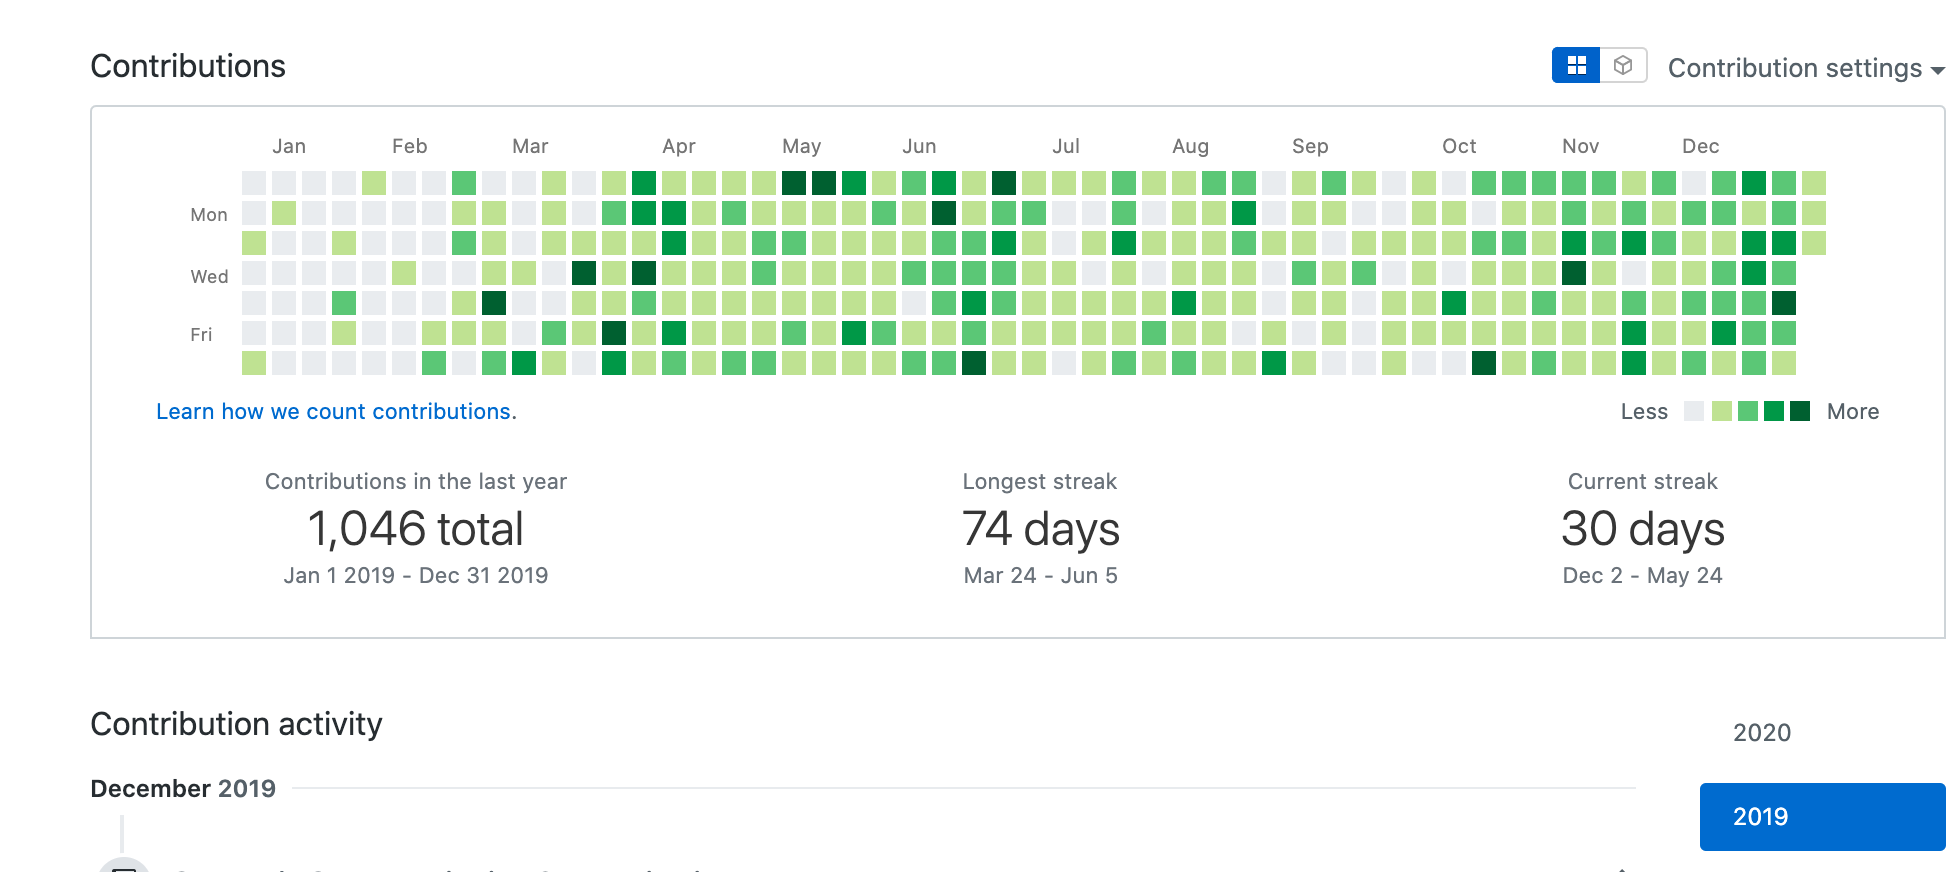 Contributions
Contribution settings
Jan Feb Mar Apr May Jun Jul Aug Sep Oct Nov Dec
Mon
Wed
Fri
Learn how we count contributions.
Less More
Contributions in the last year
1,046 total
Jan 1 2019 - Dec 31 2019
Longest streak
74 days
Mar 24 - Jun 5
Current streak
30 days
Dec 2 - May 24
Contribution activity
2020
December 2019
2019